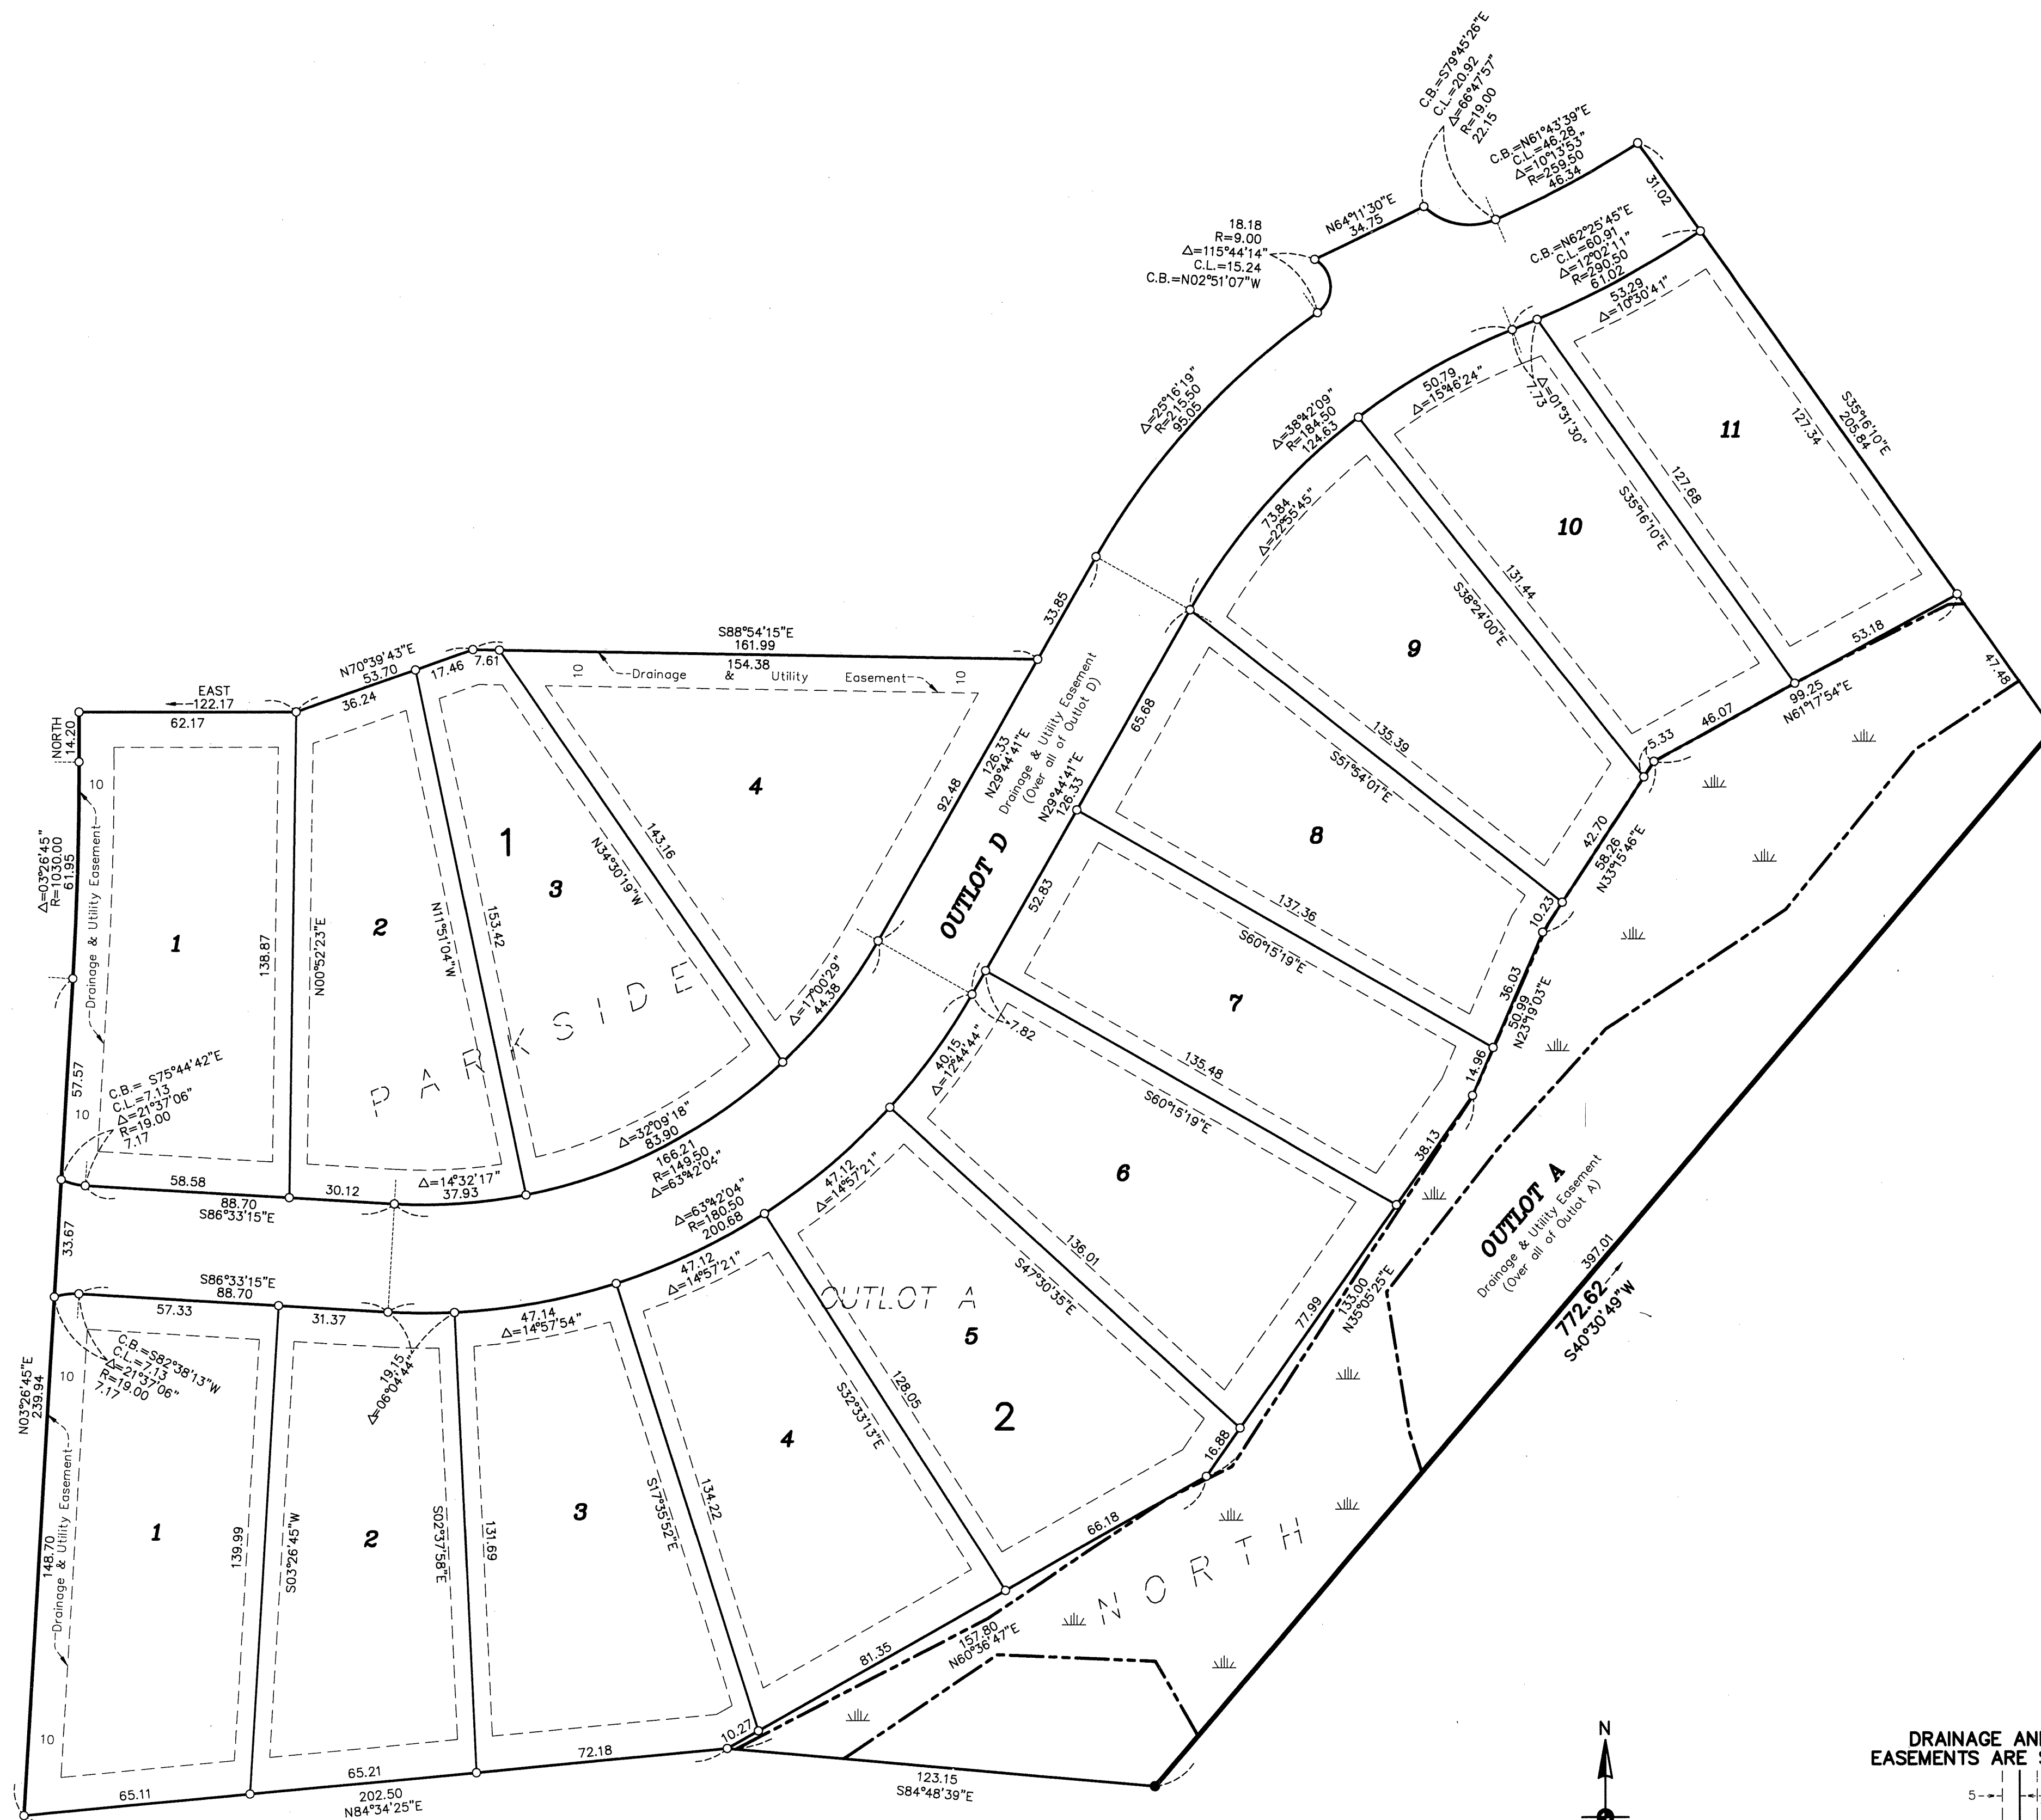 C.B.=S79°45'26"E
C.L.=20.92
Δ=66°47'57"
R=19.00
22.15
C.B.=N61°43'39"E
C.L.=46.28
Δ=10°13'53"
R=259.50
46.34
31.02
N64°11'30"E
34.75
18.18
R=9.00
Δ=115°44'14"
C.L.=15.24
C.B.=N02°51'07"W
C.B.=N62°25'45"E
C.L.=60.91
Δ=12°02'11"
R=290.50
61.02
53.29
Δ=10°30'41"
Δ=25°16'19"
R=215.50
95.05
Δ=38°42'09"
R=184.50
124.63
50.79
Δ=15°46'24"
Δ=01°31'30"
7.73
11
S35°16'10"E
205.84
127.34
127.68
S35°16'10"E
10
73.84
Δ=22°55'45"
131.44
S38°24'00"E
9
53.18
99.25
N61°17'54"E
46.07
5.33
47.48
33.85
S88°54'15"E
161.99
154.38
10
Drainage & Utility Easement
10
N70°39'43"E
53.70
17.46
7.61
36.24
EAST
122.17
62.17
NORTH
14.20
10
Drainage & Utility Easement
Δ=03°26'45"
R=1030.00
61.95
1
138.87
N00°52'23"E
2
N11°51'04"W
153.42
1
3
N34°30'19"W
143.16
4
92.48
126.33
N29°44'41"E
Drainage & Utility Easement
(Over all of Outlot D)
N29°44'41"E
126.33
OUTLOT D
65.68
135.39
S51°54'01"E
8
42.70
58.26
N33°15'46"E
10.23
52.83
137.36
S60°15'19"E
7
36.03
50.99
N23°19'03"E
14.96
7.82
135.48
S60°15'19"E
Δ=17°00'29"
44.38
40.15
Δ=12°44'44"
6
38.13
PARKSIDE
57.57
10
C.B.= S75°44'42"E
C.L.=7.13
Δ=21°37'06"
R=19.00
7.17
58.58
88.70
S86°33'15"E
30.12
Δ=14°32'17"
37.93
Δ=32°09'18"
83.90
166.21
R=149.50
Δ=63°42'04"
Δ=63°42'04"
R=180.50
200.68
47.12
Δ=14°57'21"
47.12
Δ=14°57'21"
136.01
S47°30'35"E
OUTLOT A
5
2
77.99
133.00
N35°05'25"E
OUTLOT A
Drainage & Utility Easement
(Over all of Outlot A)
397.01
772.62
S40°30'49"W
33.67
S86°33'15"E
88.70
57.33
31.37
C.B.=S82°38'13"W
C.L.=7.13
Δ=21°37'06"
R=19.00
7.17
19.15
Δ=06°04'44"
47.14
Δ=14°57'54"
N03°26'45"E
239.94
10
Drainage & Utility Easement
148.70
1
139.99
S03°26'45"W
2
S02°37'58"E
131.69
3
S17°35'52"E
134.22
4
S32°33'13"E
128.05
16.88
66.18
NORTH
81.35
157.80
N60°36'47"E
10.27
10
72.18
65.21
65.11
202.50
N84°34'25"E
123.15
S84°48'39"E
N
DRAINAGE AN
EASEMENTS ARE S
5